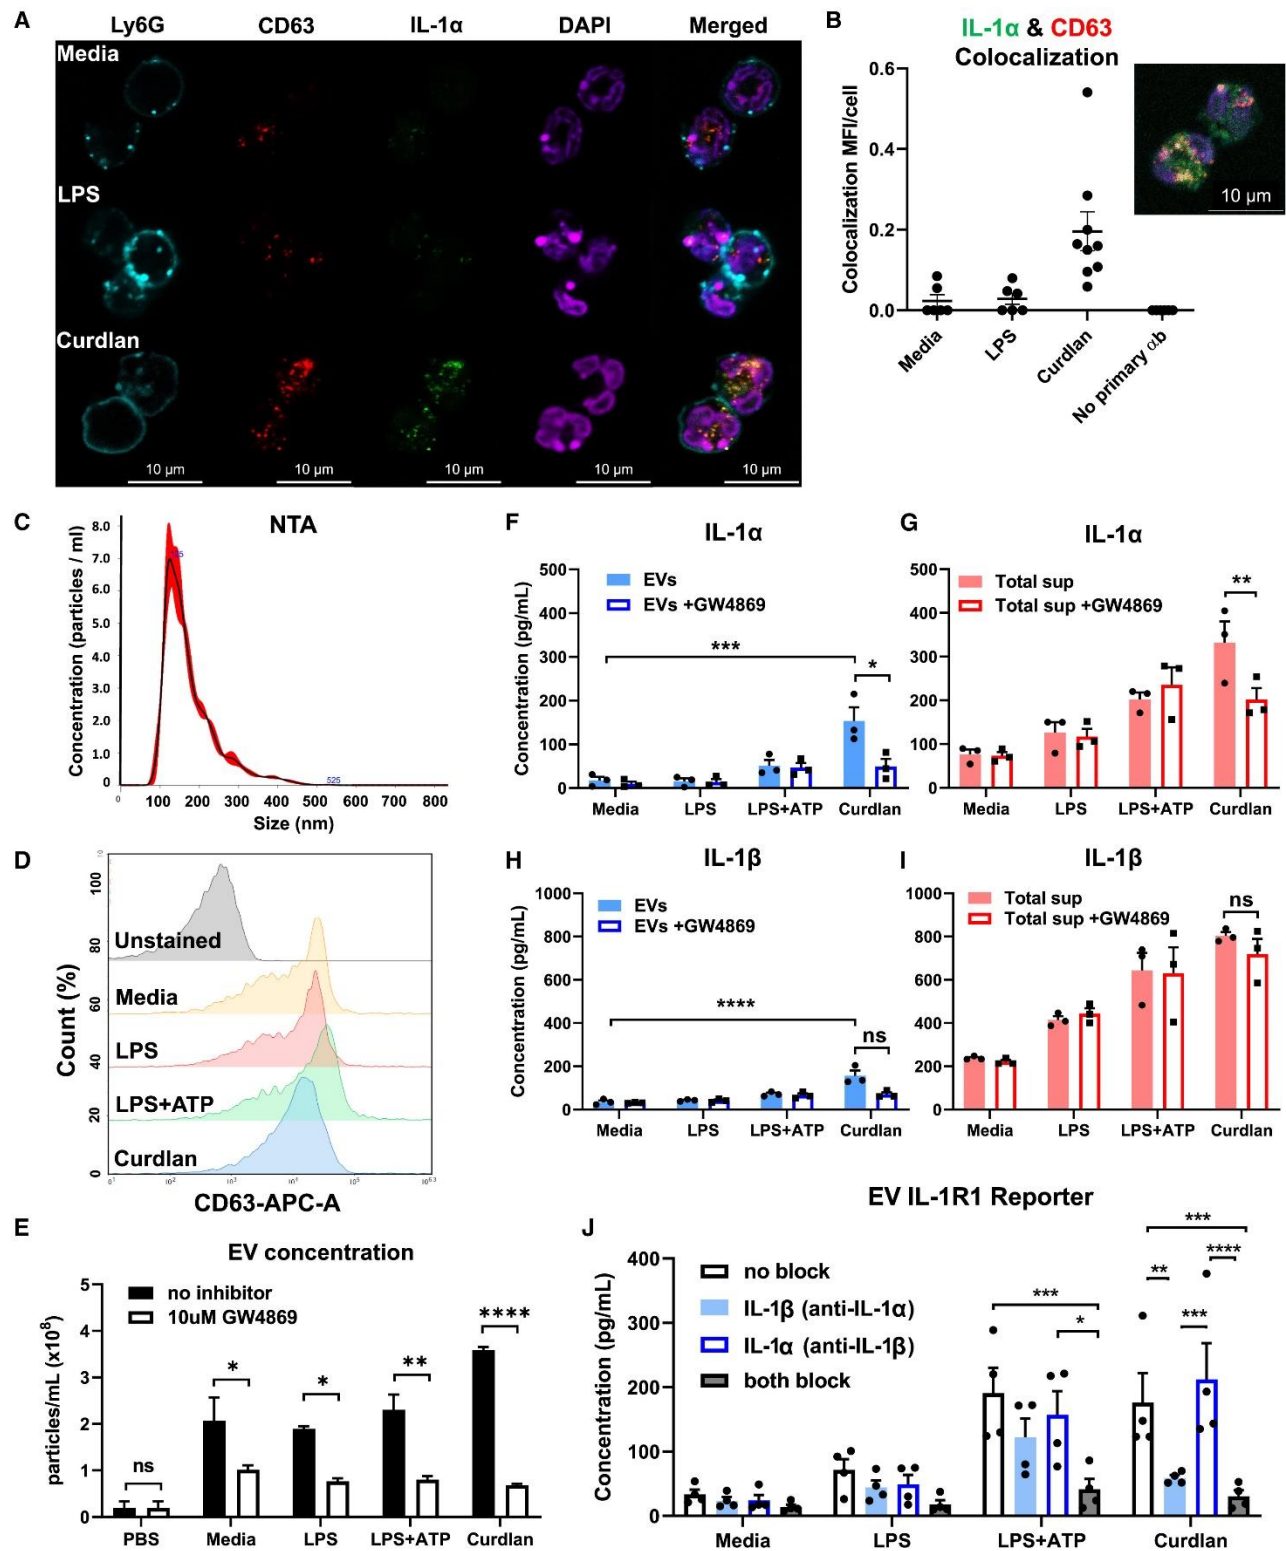 A
Ly6G CD63 IL-1α DAPI Merged
Media
LPS
Curdlan
10 µm 10 µm 10 µm 10 µm 10 µm
B
IL-1α & CD63
Colocalization
Colocalization MFI/cell
0.6
0.4
0.2
0.0
Media LPS Curdlan No primary αb
10 µm
C
NTA
Concentration (particles / ml)
8.0
7.0
6.0
5.0
4.0
3.0
2.0
1.0
0
525
0 100 200 300 400 500 600 700 800
Size (nm)
D
Count (%)
100
80
60
40
20
0
Unstained
Media
LPS
LPS+ATP
Curdlan
CD63-APC-A
E
EV concentration
no inhibitor
10uM GW4869
particles/mL (x10⁸)
5
4
3
2
1
0
ns * * ** ****
PBS Media LPS LPS+ATP Curdlan
F
IL-1α
EVs
EVs +GW4869
Concentration (pg/mL)
500
400
300
200
100
0
***
*
Media LPS LPS+ATP Curdlan
G
IL-1α
Total sup
Total sup +GW4869
500
400
300
200
100
0
**
Media LPS LPS+ATP Curdlan
H
IL-1β
EVs
EVs +GW4869
Concentration (pg/mL)
1000
800
600
400
200
0
****
ns
Media LPS LPS+ATP Curdlan
I
IL-1β
Total sup
Total sup +GW4869
1000
800
600
400
200
0
ns
Media LPS LPS+ATP Curdlan
J
EV IL-1R1 Reporter
no block
IL-1β (anti-IL-1α)
IL-1α (anti-IL-1β)
both block
Concentration (pg/mL)
400
300
200
100
0
***
*
***
****
**
***
Media LPS LPS+ATP Curdlan